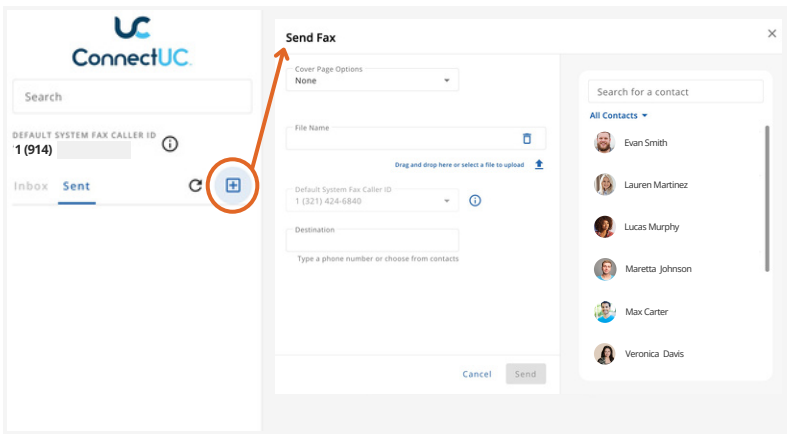 UC
ConnectUC
Search
DEFAULT SYSTEM FAX CALLER ID
1 (914)
Inbox Sent
Send Fax
Cover Page Options
None
File Name
Drag and drop here or select a file to upload
Default System Fax Caller ID
1 (321) 424-6840
Destination
Type a phone number or choose from contacts
Cancel Send
Search for a contact
All Contacts
Evan Smith
Lauren Martinez
Lucas Murphy
Maretta Johnson
Max Carter
Veronica Davis